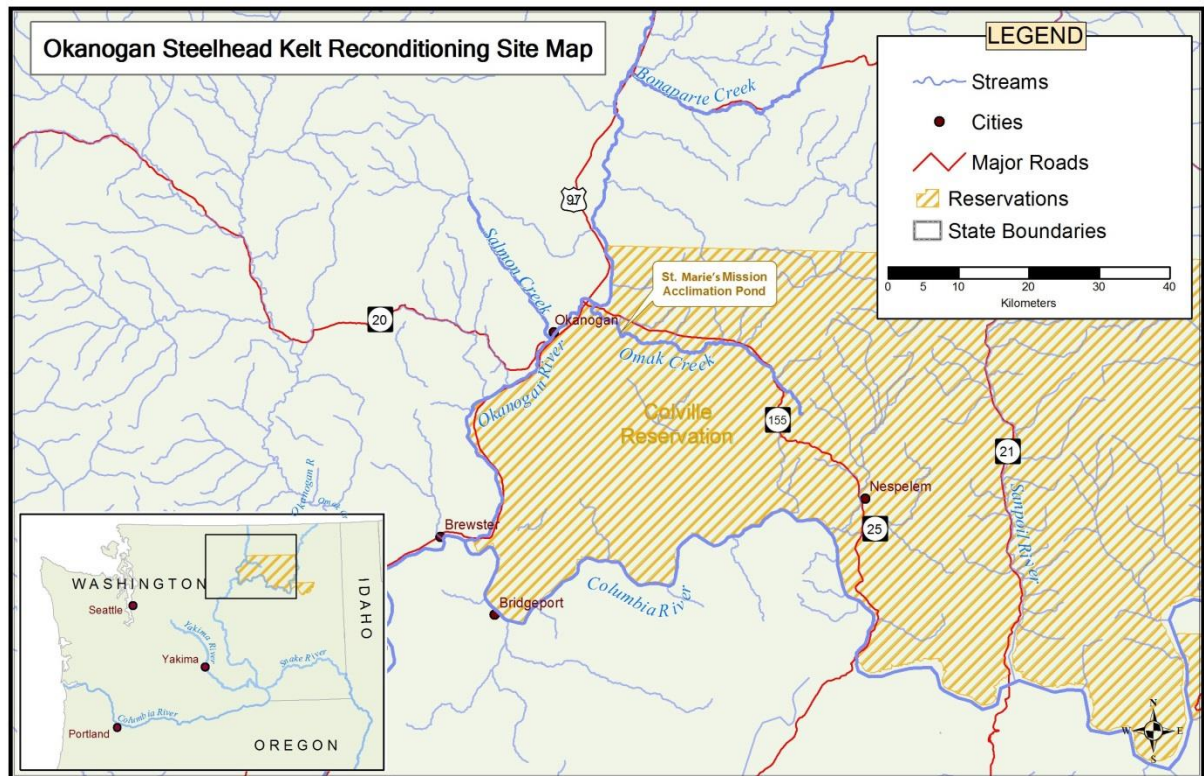 Okanogan Steelhead Kelt Reconditioning Site Map
LEGEND
Streams
Cities
Major Roads
Reservations
State Boundaries
0 5 10 20 30 40
Kilometers
Bonaparte Creek
97
Salmon Creek
St. Marie's Mission
Acclimation Pond
20
Okanogan
Omak Creek
Okanogan River
Colville
Reservation
155
21
Nespelem
25
Sanpoil River
Brewster
Bridgeport
Columbia River
Okanogan R
Omak Cr
WASHINGTON
IDAHO
Seattle
Yakima River
Yakima
Snake River
Columbia River
Portland
OREGON
N
W E
S